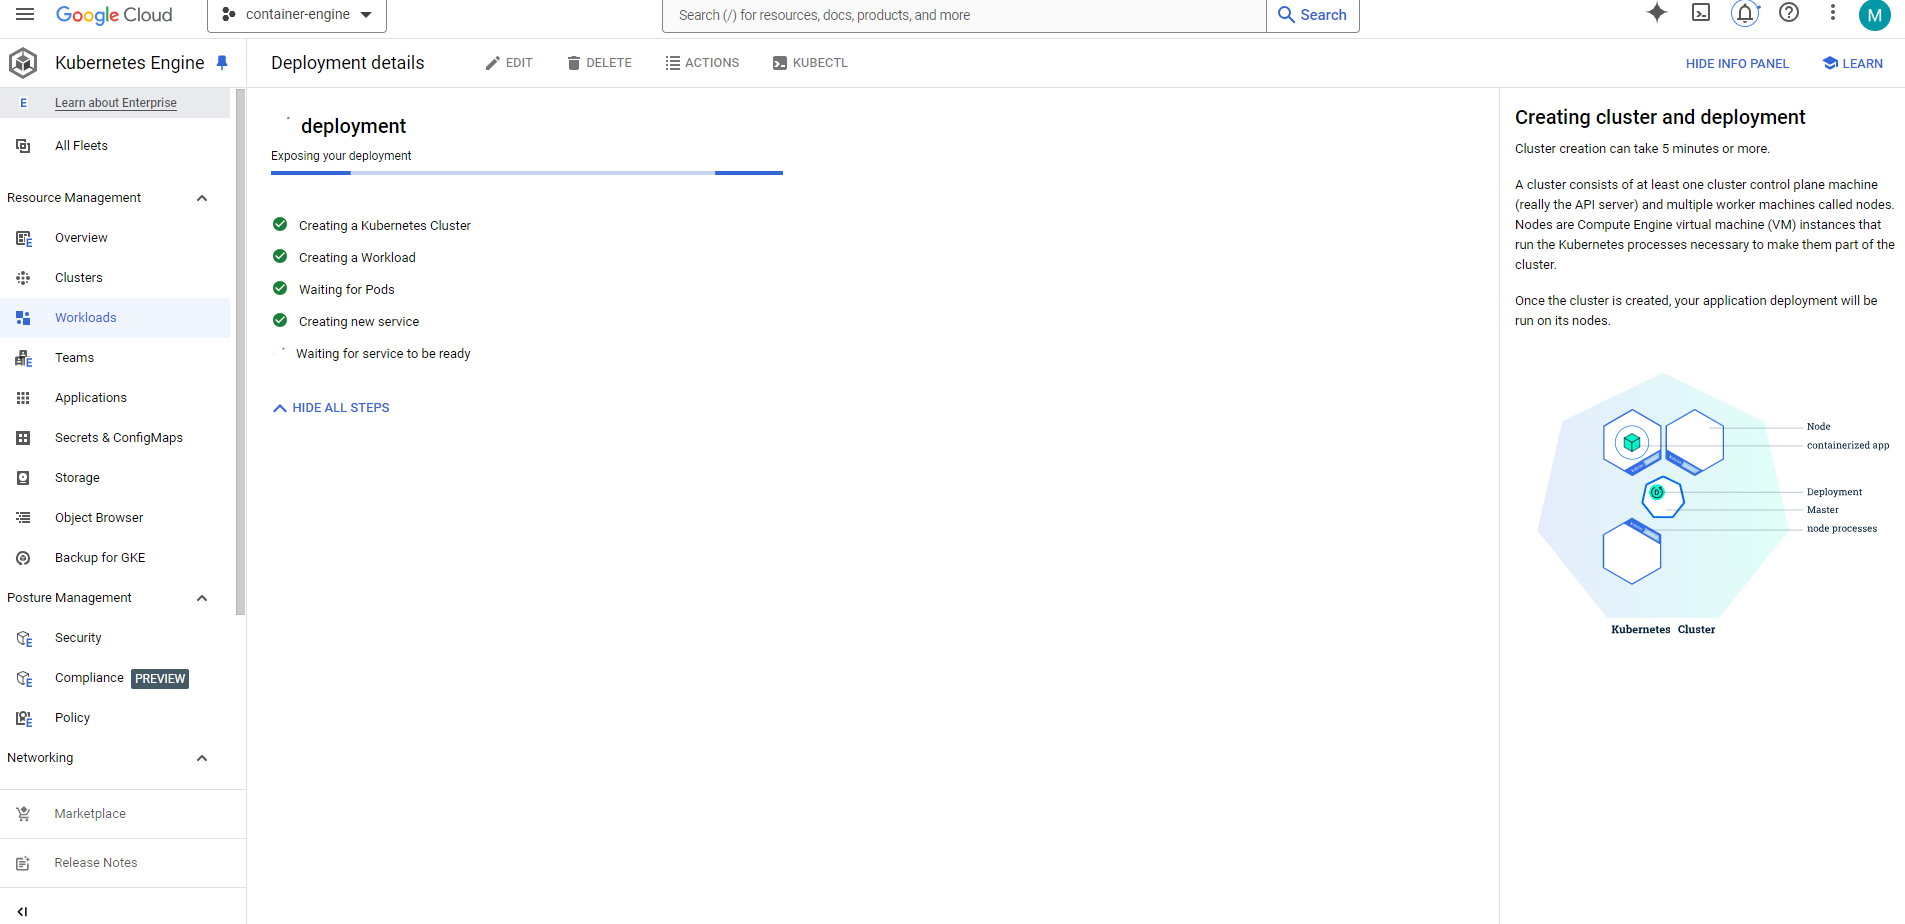 Google Cloud
container-engine
Search (/) for resources, docs, products, and more
Search
M
Kubernetes Engine
Deployment details
EDIT
DELETE
ACTIONS
KUBECTL
HIDE INFO PANEL
LEARN
E
Learn about Enterprise
All Fleets
Resource Management
Overview
Clusters
Workloads
Teams
Applications
Secrets & ConfigMaps
Storage
Object Browser
Backup for GKE
Posture Management
Security
Compliance PREVIEW
Policy
Networking
Marketplace
Release Notes
deployment
Exposing your deployment
Creating a Kubernetes Cluster
Creating a Workload
Waiting for Pods
Creating new service
Waiting for service to be ready
HIDE ALL STEPS
Creating cluster and deployment
Cluster creation can take 5 minutes or more.
A cluster consists of at least one cluster control plane machine
(really the API server) and multiple worker machines called nodes.
Nodes are Compute Engine virtual machine (VM) instances that
run the Kubernetes processes necessary to make them part of the
cluster.
Once the cluster is created, your application deployment will be
run on its nodes.
Node
containerized app
Deployment
Master
node processes
Kubernetes Cluster